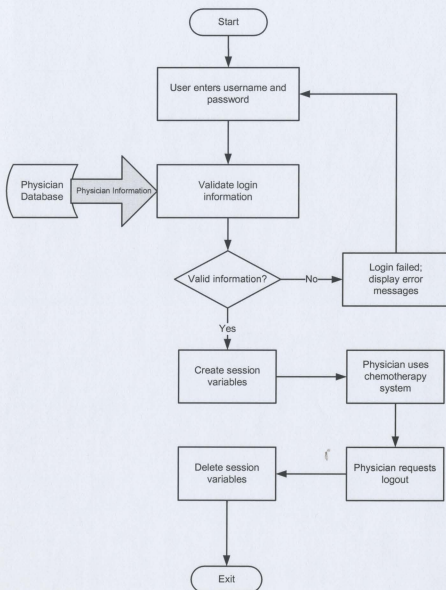 Start
User enters username and
password
Physician
Database
Physician Information
Validate login
information
Valid information?
No
Login failed;
display error
messages
Yes
Create session
variables
Physician uses
chemotherapy
system
Delete session
variables
Physician requests
logout
Exit